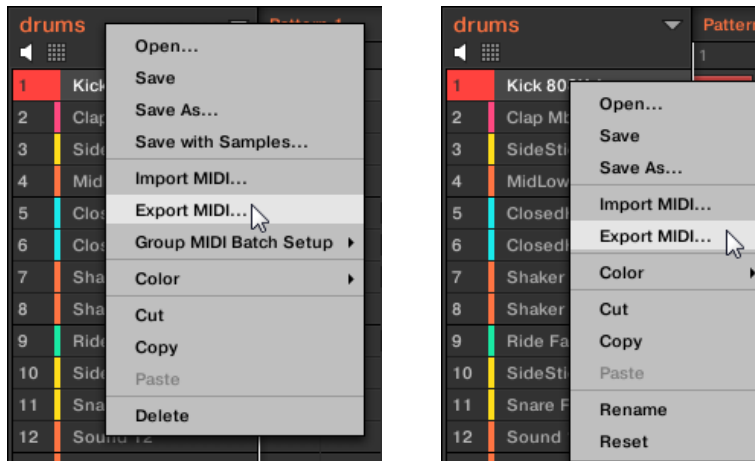 drums
Pattern 1
1 Kick
2 Clap
3 Side
4 Mid
5 Clos
6 Clos
7 Sha
8 Sha
9 Ride
10 Side
11 Sna
12 Sound 12
Open...
Save
Save As...
Save with Samples...
Import MIDI...
Export MIDI...
Group MIDI Batch Setup
Color
Cut
Copy
Paste
Delete
drums
Pattern
1
1 Kick 80
2 Clap Mb
3 SideSti
4 MidLow
5 ClosedH
6 ClosedH
7 Shaker
8 Shaker
9 Ride Fa
10 SideSti
11 Snare F
12 Sound
Open...
Save
Save As...
Import MIDI...
Export MIDI...
Color
Cut
Copy
Paste
Rename
Reset